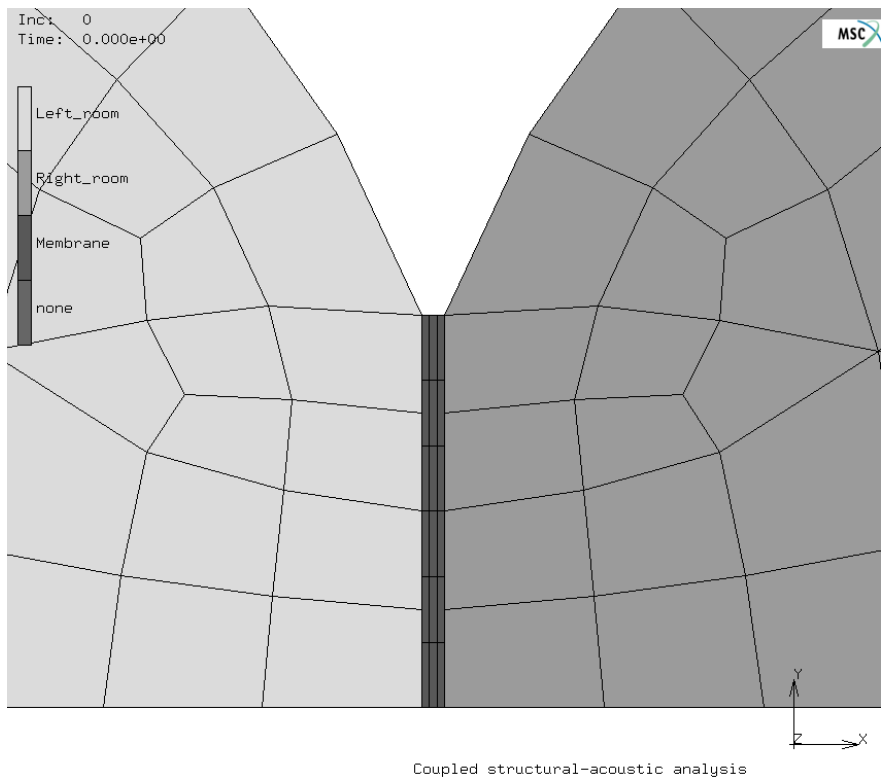 Inc: 0
Time: 0.000e+00
MSC
Left_room
Right_room
Membrane
none
Y
Z
X
Coupled structural-acoustic analysis